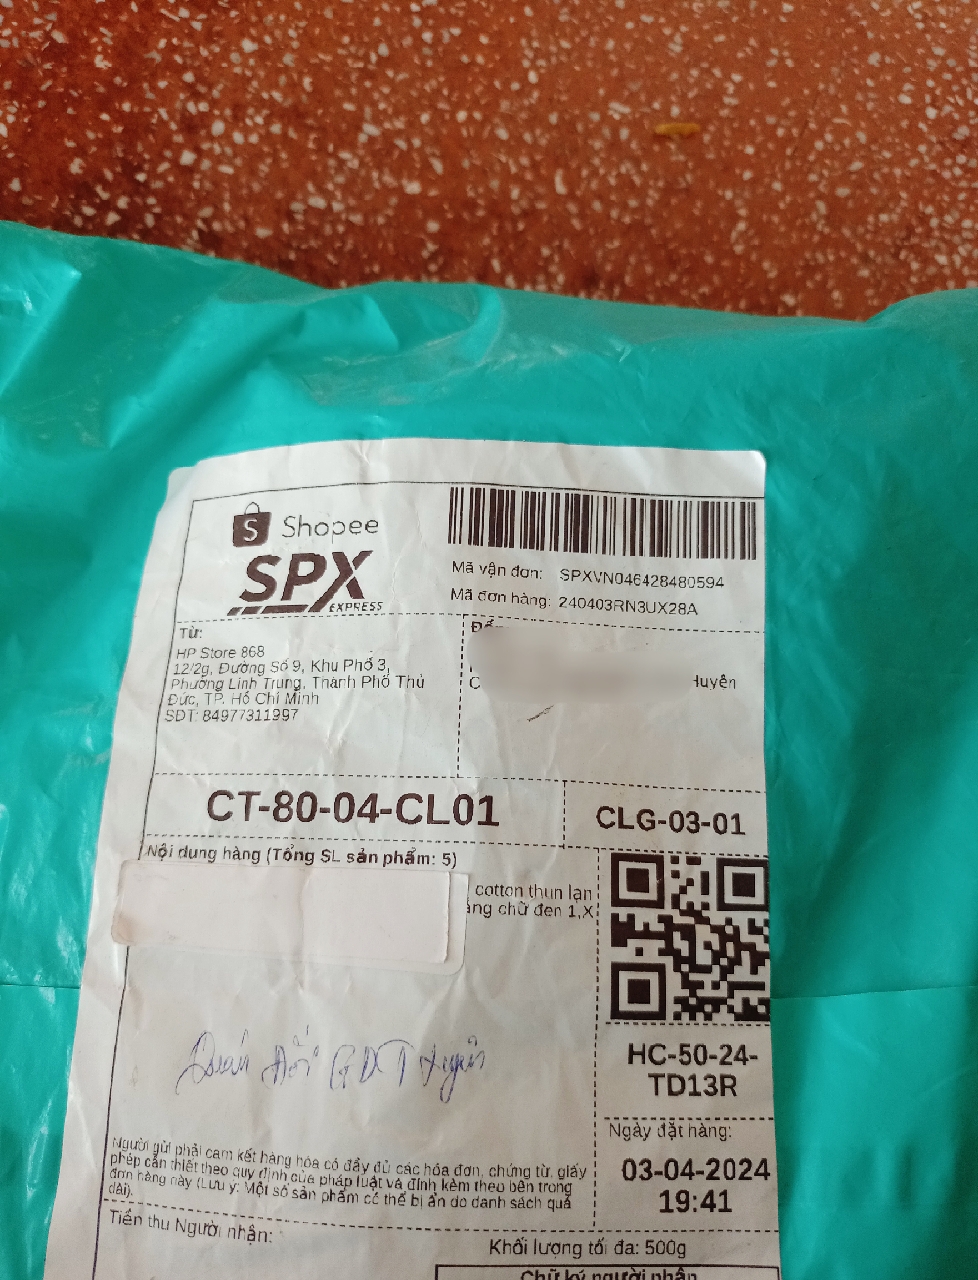 Shopee
SPX
EXPRESS
Mã vận đơn: SPXVN046428480594
Mã đơn hàng: 240403RN3UX28A
Từ:
HP Store 868
12/2g, Đường Số 9, Khu Phố 3,
Phường Linh Trung, Thành Phố Thủ
Đức, TP. Hồ Chí Minh
SDT: 84977311997
CT-80-04-CL01
CLG-03-01
Nội dung hàng (Tổng SL sản phẩm: 5)
cotton thun lạn
chữ đen 1,X
HC-50-24-
TD13R
Ngày đặt hàng:
03-04-2024
19:41
Người gửi phải cam kết hàng hóa có đầy đủ các hóa đơn, chứng từ, giấy
phép cần thiết theo quy định của pháp luật và đính kèm theo bên trong
đơn hàng này (Lưu ý: Một số sản phẩm có thể bị ẩn do danh sách quá
dài).
Tiền thu Người nhận:
Khối lượng tối đa: 500g
Chữ ký người nhận